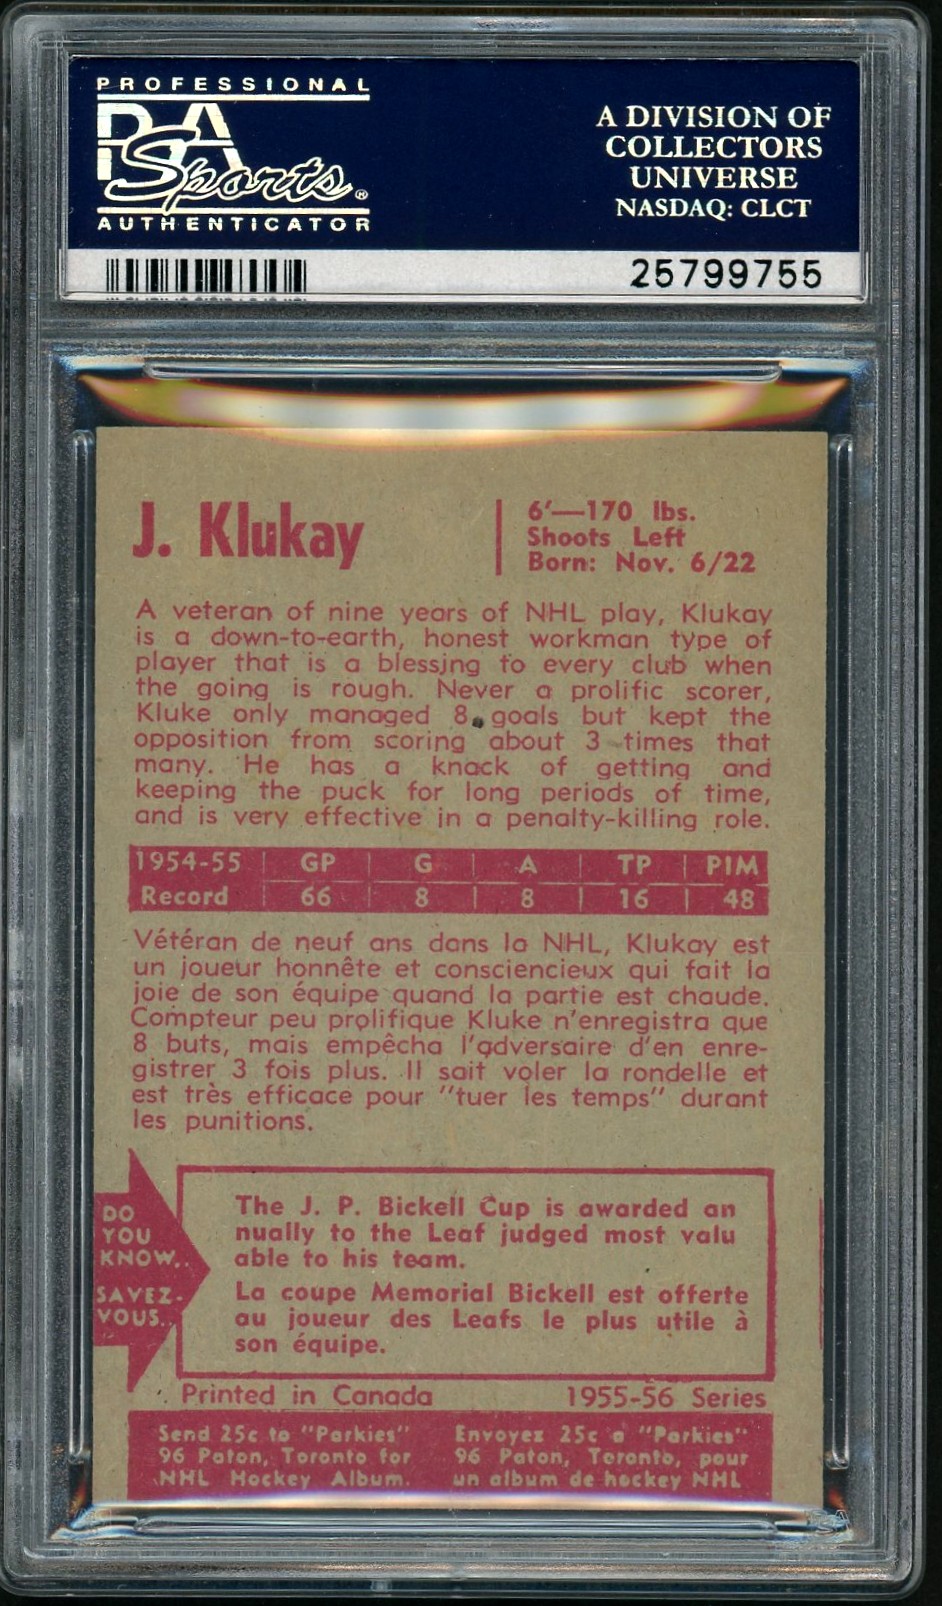 PROFESSIONAL
PSA
Sports®
AUTHENTICATOR
A DIVISION OF
COLLECTORS
UNIVERSE
NASDAQ: CLCT
25799755
J. Klukay
6'—170 lbs.
Shoots Left
Born: Nov. 6/22
A veteran of nine years of NHL play, Klukay
is a down-to-earth, honest workman type of
player that is a blessing to every club when
the going is rough. Never a prolific scorer,
Kluke only managed 8 goals but kept the
opposition from scoring about 3 times that
many. He has a knack of getting and
keeping the puck for long periods of time,
and is very effective in a penalty-killing role.
1954-55 | GP | G | A | TP | PIM
Record | 66 | 8 | 8 | 16 | 48
Vétéran de neuf ans dans la NHL, Klukay est
un joueur honnête et consciencieux qui fait la
joie de son équipe quand la partie est chaude.
Compteur peu prolifique Kluke n'enregistra que
8 buts, mais empêcha l'adversaire d'en enre-
gistrer 3 fois plus. Il sait voler la rondelle et
est très efficace pour "tuer les temps" durant
les punitions.
DO
YOU
KNOW..
SAVEZ-
VOUS..
The J. P. Bickell Cup is awarded an
nually to the Leaf judged most valu
able to his team.
La coupe Memorial Bickell est offerte
au joueur des Leafs le plus utile à
son équipe.
Printed in Canada
1955-56 Series
Send 25c to "Parkies"
96 Paton, Toronto for
NHL Hockey Album.
Envoyez 25c a "Parkies"
96 Paton, Toronto, pour
un album de hockey NHL